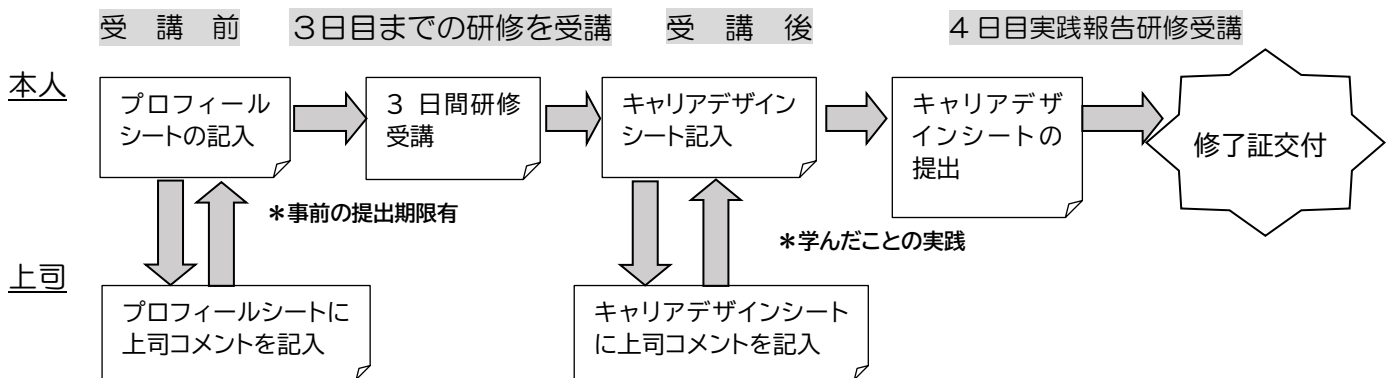 受 講 前 3日目までの研修を受講 受 講 後 4日目実践報告研修受講
本人
プロフィール
シートの記入
3 日間研修
受講
キャリアデザイン
シート記入
キャリアデザ
インシートの
提出
修了証交付
＊事前の提出期限有
＊学んだことの実践
上司
プロフィールシートに
上司コメントを記入
キャリアデザインシート
に上司コメントを記入